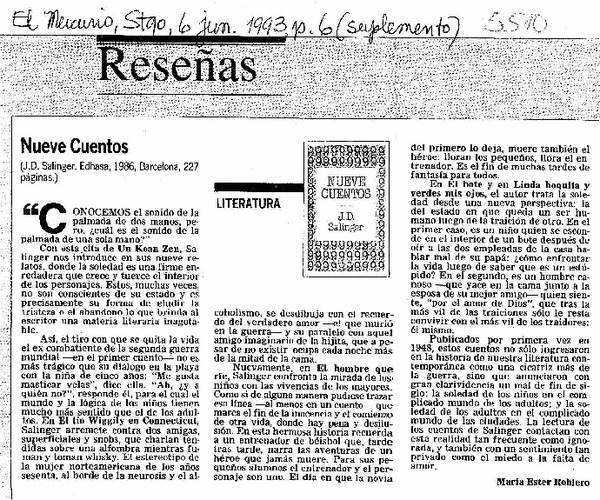 El Mercurio, Stgo, 6 jun. 1993 p. 6 (suplemento) 5510
Reseñas
Nueve Cuentos
(J.D. Salinger. Edhasa, 1986, Barcelona, 227
páginas.)
“CONOCEMOS el sonido de la
palmada de dos manos, pe-
ro, ¿cuál es el sonido de la
palmada de una sola mano?”
Con esta cita de Un Koan Zen, Sa-
linger nos introduce en sus nueve re-
latos, donde la soledad es una firme en-
redadera que crece y tuerce el interior
de los personajes. Estos, muchas veces,
no son conscientes de su estado y es
precisamente su forma de eludir la
tristeza o el abandono lo que brinda al
escritor una materia literaria inagota-
ble.
Así, el tiro con que se quita la vida
el ex combatiente de la segunda guerra
mundial —en el primer cuento— no es
más trágico que su diálogo en la playa
con la niña de cinco años: “Me gusta
masticar velas”, dice ella. “Ah, ¿y a
quién no?”, responde él, para el cual el
mundo y la lógica de los niños tienen
mucho más sentido que el de los adul-
tos. En El tío Wiggily en Connecticut,
Salinger arremete contra dos amigas,
superficiales y snobs, que charlan ten-
didas sobre una alfombra mientras fu-
man y toman whisky. El estereotipo de
la mujer norteamericana de los años
sesenta, al borde de la neurosis y el al-
LITERATURA
NUEVE
CUENTOS
J.D.
Salinger
coholismo, se desdibuja con el recuer-
do del verdadero amor —el que murió
en la guerra— y su paralelo con aquel
amigo imaginario de la hijita, que a pe-
sar de no existir ocupa cada noche más
de la mitad de la cama.
Nuevamente, en El hombre que
ríe, Salinger confronta la mirada de los
niños con las vivencias de los mayores.
Como si de alguna manera pudiese trazar
esa línea —al menos en un cuento— que
marca el fin de la inocencia y el comienzo
de otra vida, donde hay pena y desilu-
sión. En esta hermosa historia recuerda
a un entrenador de béisbol que, tarde
tras tarde, narra las aventuras de un
héroe que jamás muere. Para sus pe-
queños alumnos el entrenador y el per-
sonaje son uno. El día en que la novia
del primero lo deja, muere también el
héroe: lloran los pequeños, llora el en-
trenador. Es el fin de muchas tardes de
fantasía para todos.
En El bote y en Linda boquita y
verdes mis ojos, el autor trata la sole-
dad desde una nueva perspectiva: la
del estado en que queda un ser huma-
no luego de la traición de otro. En el
primer caso, es un niño quien se escon-
de en el interior de un bote después de
oír a las dos empleadas de la casa ha-
blar mal de su papá: ¿cómo enfrontar
la vida luego de saber que es un estú-
pido? En el segundo, es un hombre ca-
noso —que yace en la cama junto a la
esposa de su mejor amigo— quien sien-
te, “por el amor de Dios”, que tras la
más vil de las traiciones sólo le resta
convivir con el más vil de los traidores:
él mismo.
Publicados por primera vez en
1948, estos cuentos no sólo ingresaron
en la historia de nuestra literatura con-
temporánea como una cicatriz más de
la guerra, sino que: anunciaron con
gran clarividencia un mal de fin de si-
glo: la soledad de los niños en el com-
plicado mundo de los adultos; y la so-
ledad de los adultos en el complicado
mundo de las ciudades. La lectura de
los cuentos de Salinger contacta con
esta realidad tan frecuente como igno-
rada, y también con un sentimiento tan
privado como el miedo a la falta de
amor.
María Ester Roblero